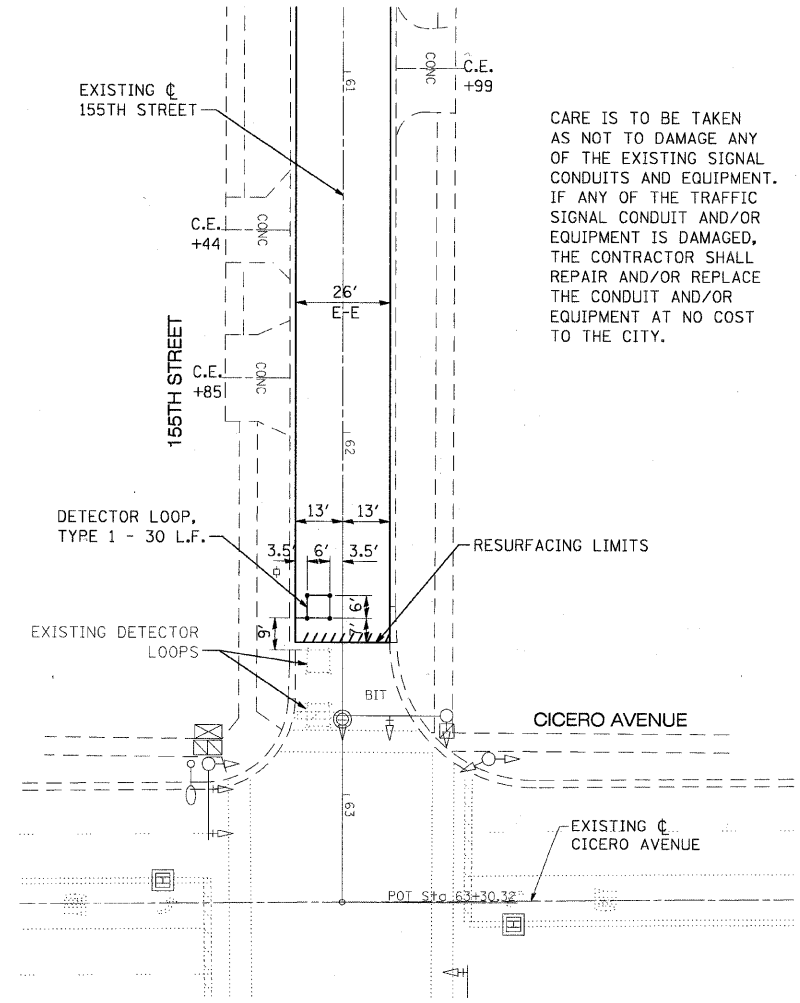 61
CONC
C.E.
+99
EXISTING ℄
155TH STREET
CARE IS TO BE TAKEN
AS NOT TO DAMAGE ANY
OF THE EXISTING SIGNAL
CONDUITS AND EQUIPMENT.
IF ANY OF THE TRAFFIC
SIGNAL CONDUIT AND/OR
EQUIPMENT IS DAMAGED,
THE CONTRACTOR SHALL
REPAIR AND/OR REPLACE
THE CONDUIT AND/OR
EQUIPMENT AT NO COST
TO THE CITY.
C.E.
+44
CONC
26'
E-E
155TH STREET
C.E.
+85
CONC
62
13'
13'
DETECTOR LOOP,
TYPE 1 - 30 L.F.
3.5'
6'
3.5'
RESURFACING LIMITS
6'
9'
7'
EXISTING DETECTOR
LOOPS
BIT
CICERO AVENUE
63
EXISTING ℄
CICERO AVENUE
POT Sta 63+30.32
H
H